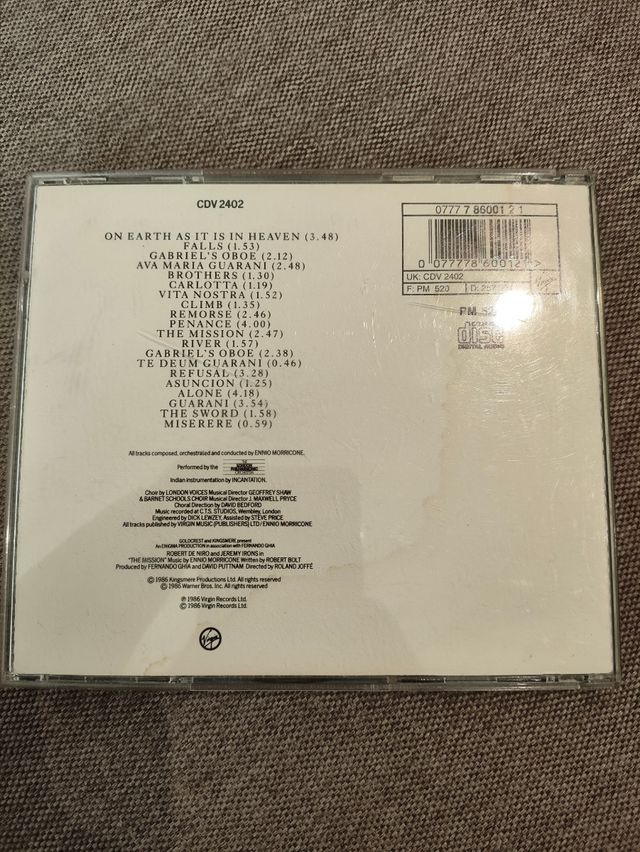 CDV 2402
ON EARTH AS IT IS IN HEAVEN (3.48)
FALLS (1.53)
GABRIEL'S OBOE (2.12)
AVA MARIA GUARANI (2.48)
BROTHERS (1.30)
CARLOTTA (1.19)
VITA NOSTRA (1.52)
CLIMB (1.35)
REMORSE (2.46)
PENANCE (4.00)
THE MISSION (2.47)
RIVER (1.57)
GABRIEL'S OBOE (2.38)
TE DEUM GUARANI (0.46)
REFUSAL (3.28)
ASUNCION (1.25)
ALONE (4.18)
GUARANI (3.54)
THE SWORD (1.58)
MISERERE (0.59)
All tracks composed, orchestrated and conducted by ENNIO MORRICONE.
Performed by the THE LONDON PHILHARMONIC ORCHESTRA
Indian instrumentation by INCANTATION.
Choir by LONDON VOICES Musical Director GEOFFREY SHAW
& BARNET SCHOOLS CHOIR Musical Director J. MAXWELL PRYCE
Choral Direction by DAVID BEDFORD
Music recorded at C.T.S. STUDIOS, Wembley, London
Engineered by DICK LEWZEY, Assisted by STEVE PRICE
All tracks published by VIRGIN MUSIC (PUBLISHERS) LTD/ENNIO MORRICONE
GOLDCREST and KINGSMERE present
An ENIGMA PRODUCTION in association with FERNANDO GHIA
ROBERT DE NIRO and JEREMY IRONS in
"THE MISSION" Music by ENNIO MORRICONE Written by ROBERT BOLT
Produced by FERNANDO GHIA and DAVID PUTTNAM Directed by ROLAND JOFFÉ
© 1986 Kingsmere Productions Ltd. All rights reserved
© 1986 Warner Bros. Inc. All rights reserved
℗ 1986 Virgin Records Ltd.
© 1986 Virgin Records Ltd.
Virgin
0777 7 86001 2 1
0 077778 60012
UK: CDV 2402
F: PM 520
D:
Virgin
PM
disc
DIGITAL AUDIO